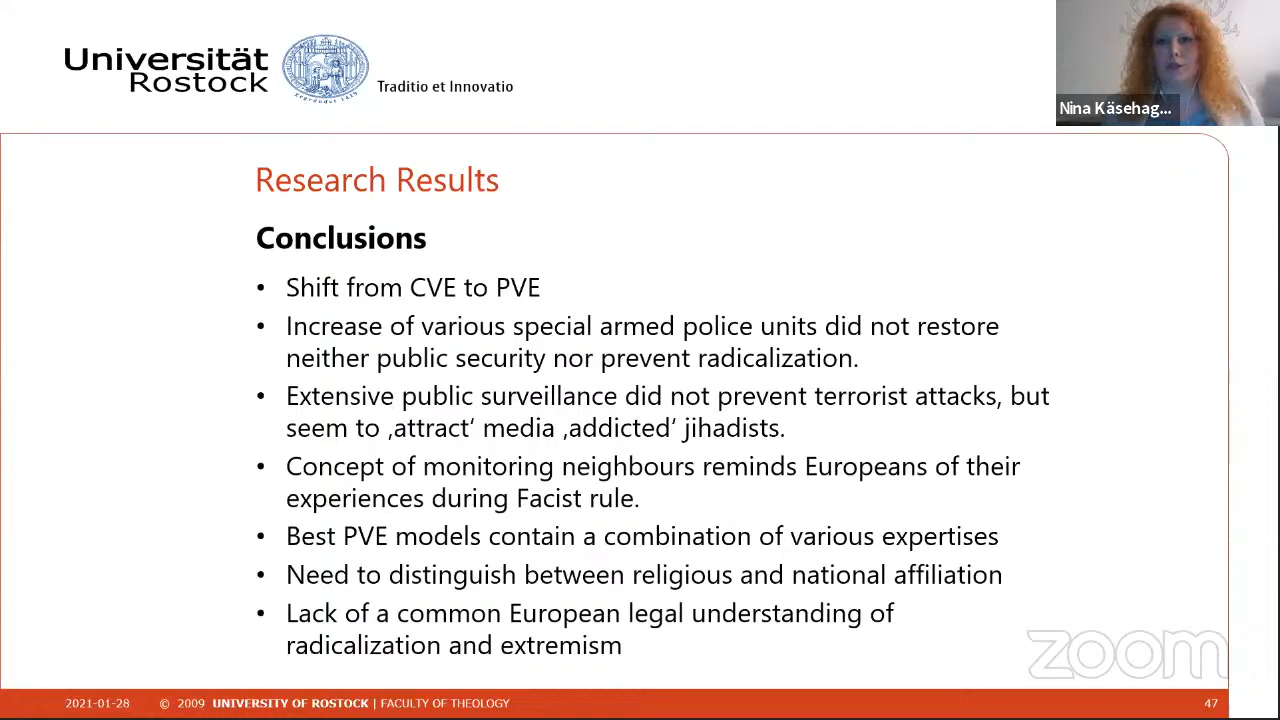 Universität
Rostock
Traditio et Innovatio
Nina Käsehag...
Research Results
Conclusions
• Shift from CVE to PVE
• Increase of various special armed police units did not restore
neither public security nor prevent radicalization.
• Extensive public surveillance did not prevent terrorist attacks, but
seem to ‚attract‘ media ‚addicted‘ jihadists.
• Concept of monitoring neighbours reminds Europeans of their
experiences during Facist rule.
• Best PVE models contain a combination of various expertises
• Need to distinguish between religious and national affiliation
• Lack of a common European legal understanding of
radicalization and extremism
zoom
2021-01-28 © 2009 UNIVERSITY OF ROSTOCK | FACULTY OF THEOLOGY 47